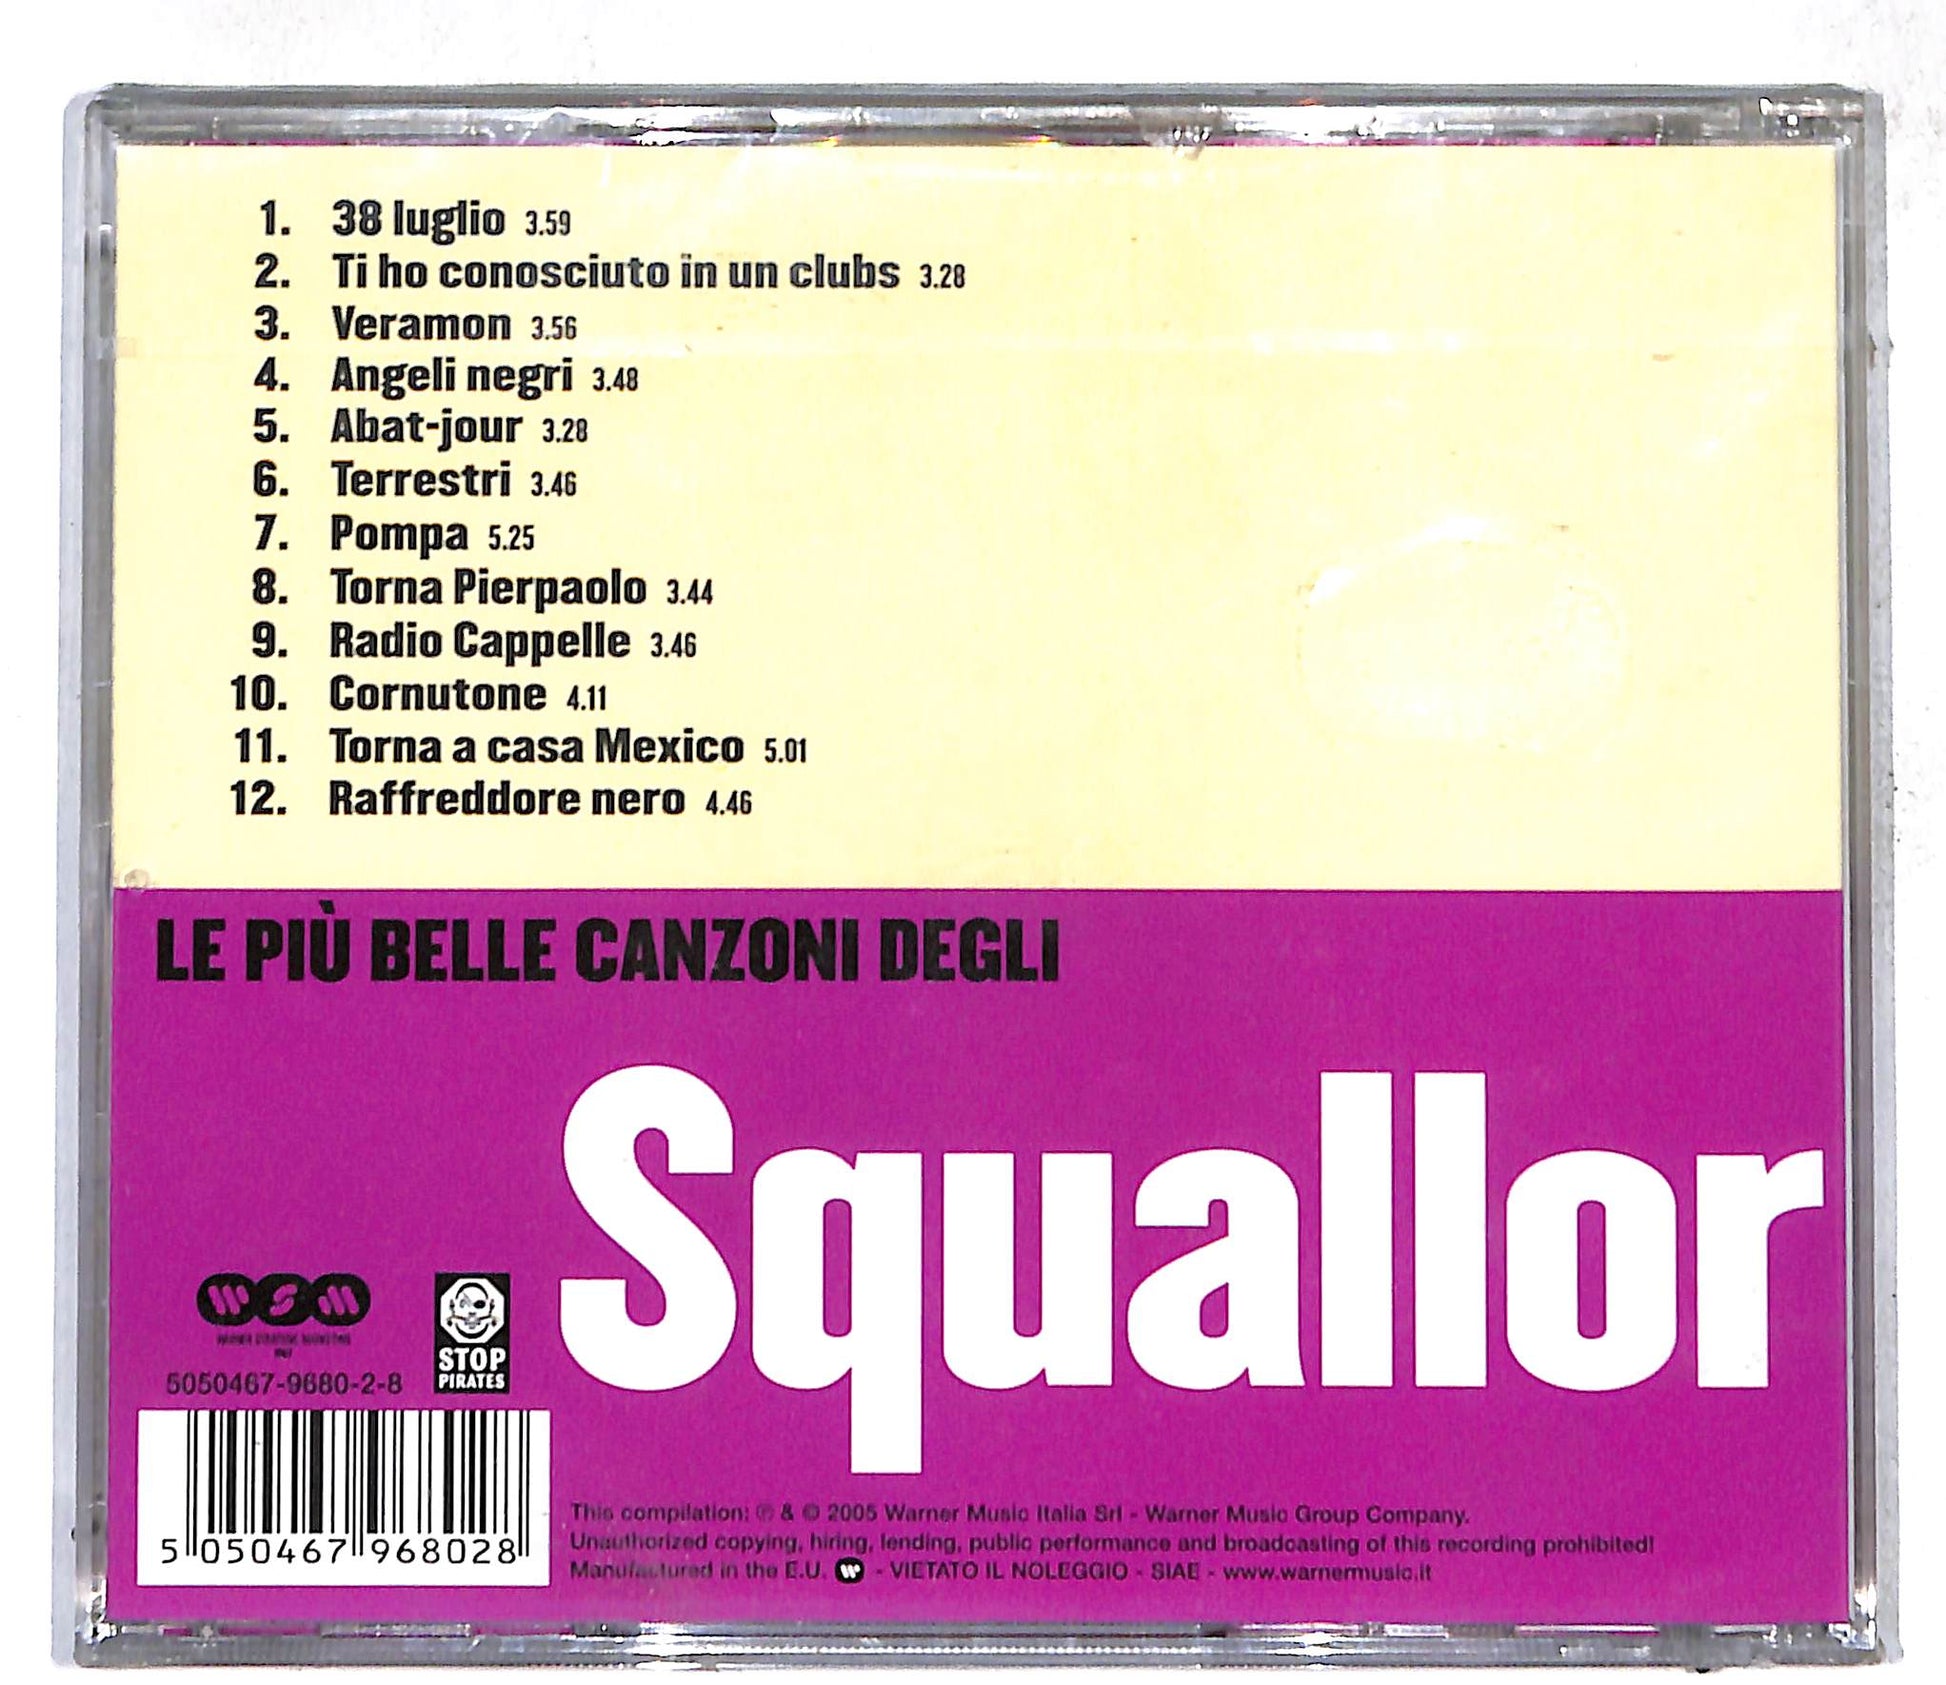 1. 38 luglio 3.59
2. Ti ho conosciuto in un clubs 3.28
3. Veramon 3.56
4. Angeli negri 3.48
5. Abat-jour 3.28
6. Terrestri 3.46
7. Pompa 5.25
8. Torna Pierpaolo 3.44
9. Radio Cappelle 3.46
10. Cornutone 4.11
11. Torna a casa Mexico 5.01
12. Raffreddore nero 4.46
LE PIÙ BELLE CANZONI DEGLI
Squallor
WSM
5050467-9680-2-8
STOP
PIRATES
5 050467 968028
This compilation: ℗ & © 2005 Warner Music Italia Srl - Warner Music Group Company.
Unauthorized copying, hiring, lending, public performance and broadcasting of this recording prohibited!
Manufactured in the E.U. - VIETATO IL NOLEGGIO - SIAE - www.warnermusic.it